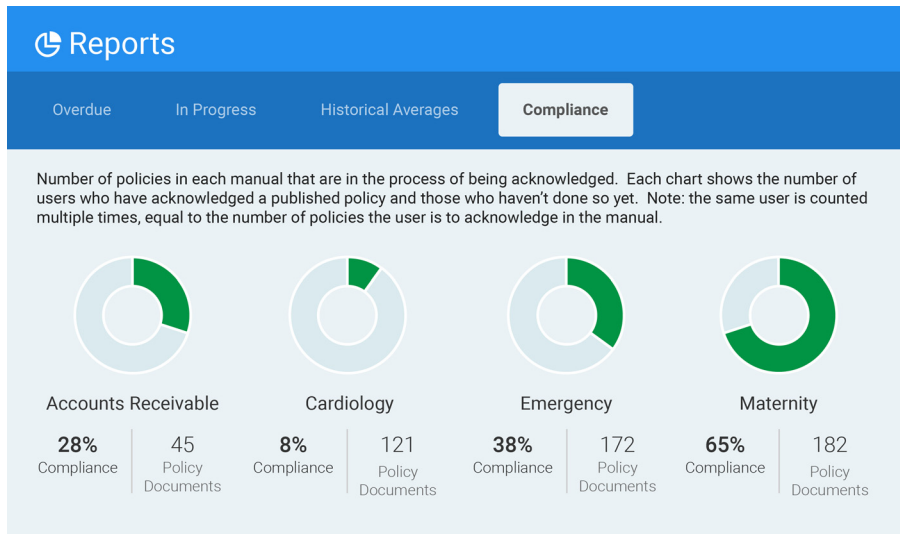 Reports
Overdue In Progress Historical Averages Compliance
Number of policies in each manual that are in the process of being acknowledged.  Each chart shows the number of
users who have acknowledged a published policy and those who haven't done so yet.  Note: the same user is counted
multiple times, equal to the number of policies the user is to acknowledge in the manual.
Accounts Receivable
28%
Compliance
45
Policy
Documents
Cardiology
8%
Compliance
121
Policy
Documents
Emergency
38%
Compliance
172
Policy
Documents
Maternity
65%
Compliance
182
Policy
Documents